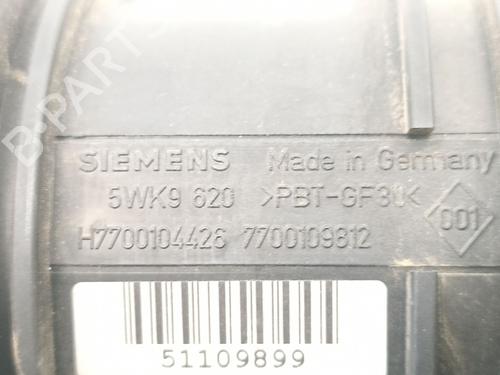 B-PARTS
SIEMENS Made in Germany
5WK9 620 >PBT-GF30< 001
H7700104426 7700109812
51109899